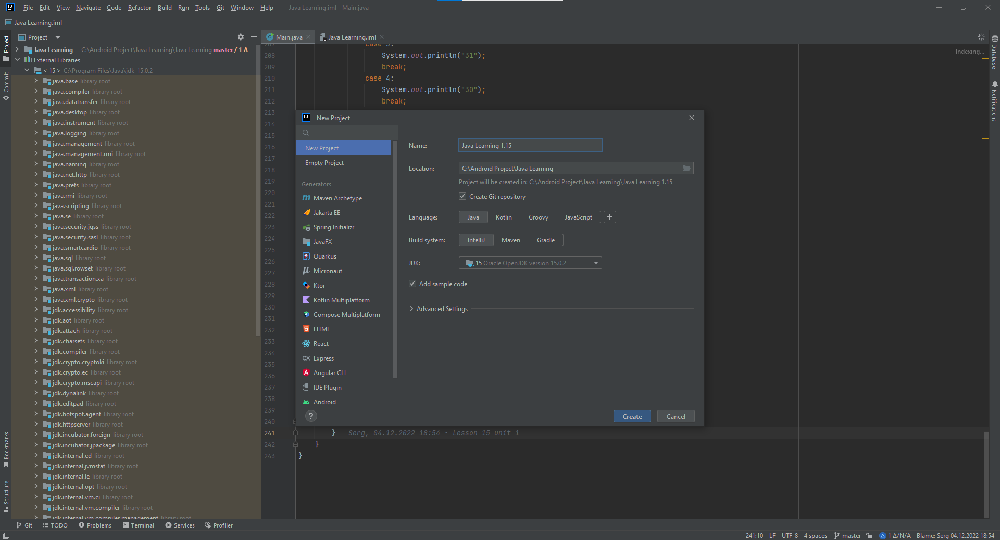 File Edit View Navigate Code Refactor Build Run Tools Git Window Help Java Learning.iml - Main.java
Java Learning.iml
Project
Main.java
Java Learning.iml
Java Learning - C:\Android Project\Java Learning\Java Learning master / 1 Δ
External Libraries
< 15 > C:\Program Files\Java\jdk-15.0.2
java.base library root
java.compiler library root
java.datatransfer library root
java.desktop library root
java.instrument library root
java.logging library root
java.management library root
java.management.rmi library root
java.naming library root
java.net.http library root
java.prefs library root
java.rmi library root
java.scripting library root
java.se library root
java.security.jgss library root
java.security.sasl library root
java.smartcardio library root
java.sql library root
java.sql.rowset library root
java.transaction.xa library root
java.xml library root
java.xml.crypto library root
jdk.accessibility library root
jdk.aot library root
jdk.attach library root
jdk.charsets library root
jdk.compiler library root
jdk.crypto.cryptoki library root
jdk.crypto.ec library root
jdk.crypto.mscapi library root
jdk.dynalink library root
jdk.editpad library root
jdk.hotspot.agent library root
jdk.httpserver library root
jdk.incubator.foreign library root
jdk.incubator.jpackage library root
jdk.internal.ed library root
jdk.internal.jvmstat library root
jdk.internal.le library root
jdk.internal.opt library root
jdk.internal.vm.ci library root
jdk.internal.vm.compiler library root
jdk.internal.vm.compiler.management library root
Project
Commit
Bookmarks
Structure
Indexing...
Database
Notifications
208 System.out.println("31");
209 break;
210 case 4:
211 System.out.println("30");
212 break;
213
214
215
216
217
218
219
220
221
222
223
224
225
226
227
228
229
230
231
232
233
234
235
236
237
238
239
240
241 } Serg, 04.12.2022 18:54 • Lesson 15 unit 1
242 }
243 }
New Project
New Project
Empty Project
Generators
Maven Archetype
Jakarta EE
Spring Initializr
JavaFX
Quarkus
Micronaut
Ktor
Kotlin Multiplatform
Compose Multiplatform
HTML
React
ex Express
Angular CLI
IDE Plugin
Android
Name: Java Learning 1.15
Location: C:\Android Project\Java Learning
Project will be created in: C:\Android Project\Java Learning\Java Learning 1.15
Create Git repository
Language: Java Kotlin Groovy JavaScript +
Build system: IntelliJ Maven Gradle
JDK: 15 Oracle OpenJDK version 15.0.2
Add sample code
Advanced Settings
? Create Cancel
Git TODO Problems Terminal Services Profiler
241:10 LF UTF-8 4 spaces master 1 Δ/N/A Blame: Serg 04.12.2022 18:54